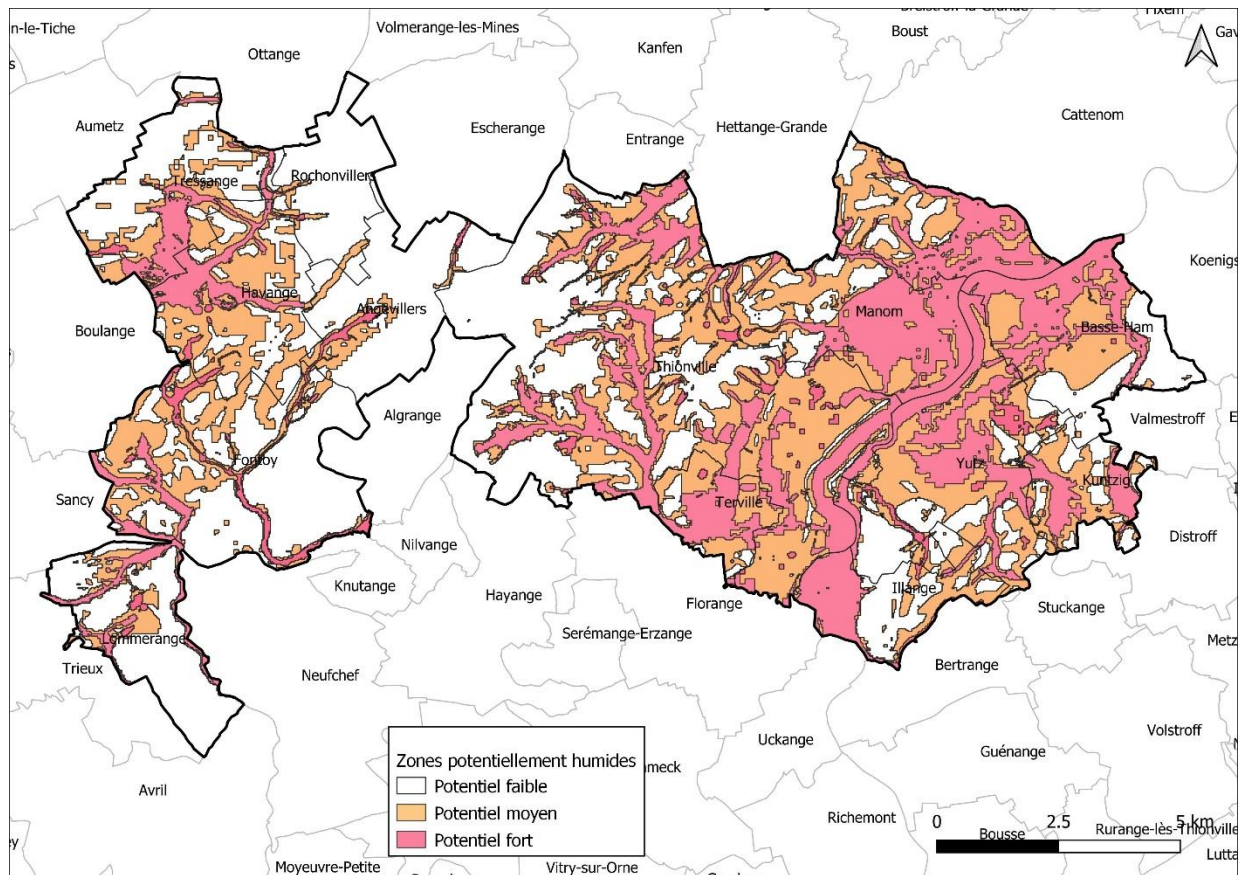 n-le-Tiche
Volmerange-les-Mines
Boust
Kanfen
Ottange
Aumetz
Escherange
Entrange
Hettange-Grande
Cattenom
Tressange
Rochonvillers
Koenigs
Havange
Angevillers
Manom
Boulange
Basse-Ham
Thionville
Algrange
Valmestroff
Fontoy
Yutz
Kuntzig
Sancy
Terville
Distroff
Nilvange
Knutange
Hayange
Florange
Illange
Stuckange
Serémange-Erzange
Lommerange
Trieux
Neufchef
Bertrange
Metz
Volstroff
Uckange
Guénange
Zones potentiellement humides
meck
Potentiel faible
Avril
Potentiel moyen
Richemont
0 2.5 5 km
Potentiel fort
Bousse
Rurange-lès-Thionville
Lutta
Moyeuvre-Petite
Vitry-sur-Orne